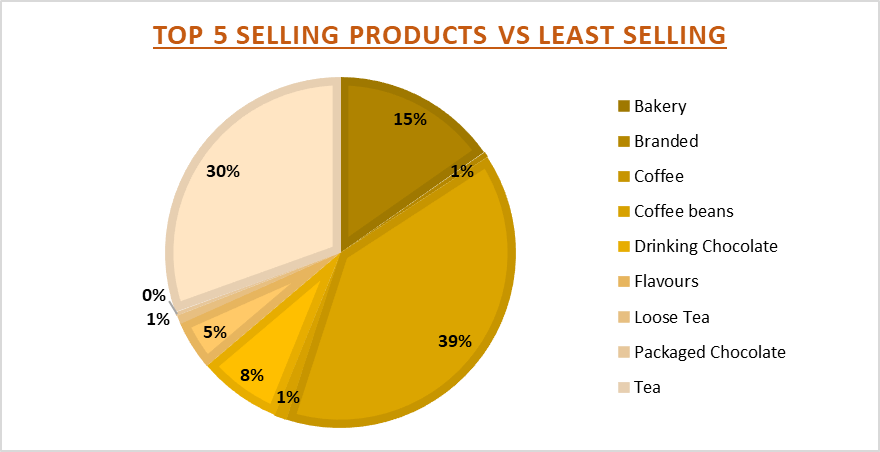 TOP 5 SELLING PRODUCTS VS LEAST SELLING
15%
1%
39%
1%
8%
5%
1%
0%
30%
Bakery
Branded
Coffee
Coffee beans
Drinking Chocolate
Flavours
Loose Tea
Packaged Chocolate
Tea